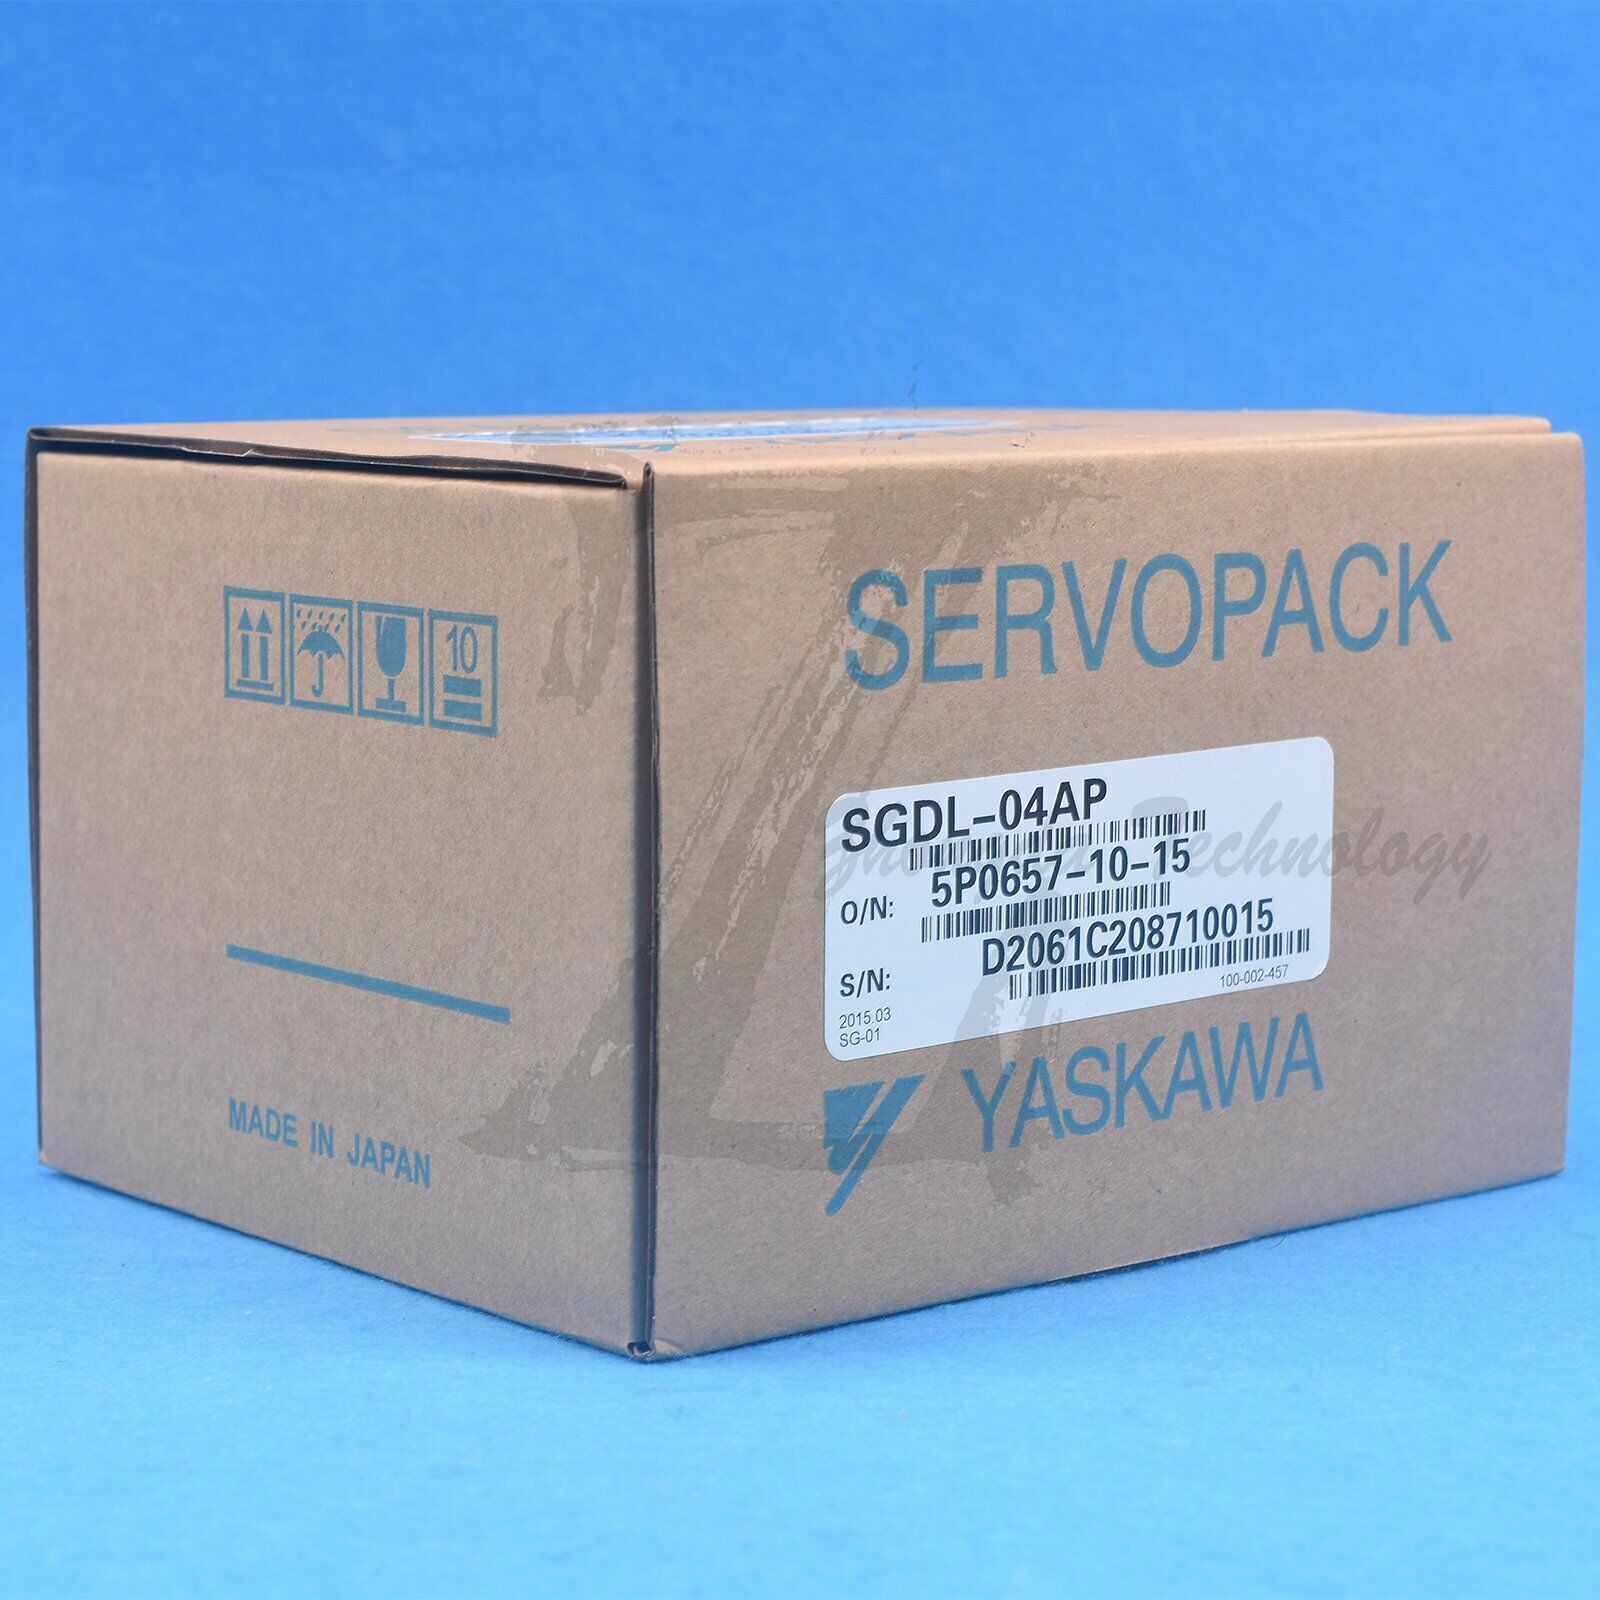 10
MADE IN JAPAN
SERVOPACK
SGDL-04AP
5P0657-10-15
O/N:
D2061C208710015
S/N:
100-002-457
2015.03
SG-01
YASKAWA
Technology